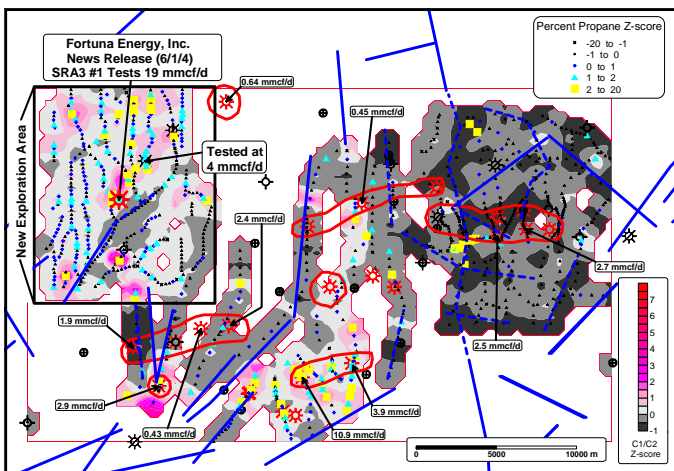 Fortuna Energy, Inc.
News Release (6/1/4)
SRA3 #1 Tests 19 mmcf/d
0.64 mmcf/d
0.45 mmcf/d
Percent Propane Z-score
-20 to -1
-1 to 0
0 to 1
1 to 2
2 to 20
New Exploration Area
Tested at
4 mmcf/d
2.4 mmcf/d
2.7 mmcf/d
1.9 mmcf/d
2.5 mmcf/d
2.9 mmcf/d
0.43 mmcf/d
10.9 mmcf/d
3.9 mmcf/d
7
6
5
4
3
2
1
0
-1
C1/C2
Z-score
0
5000
10000 m